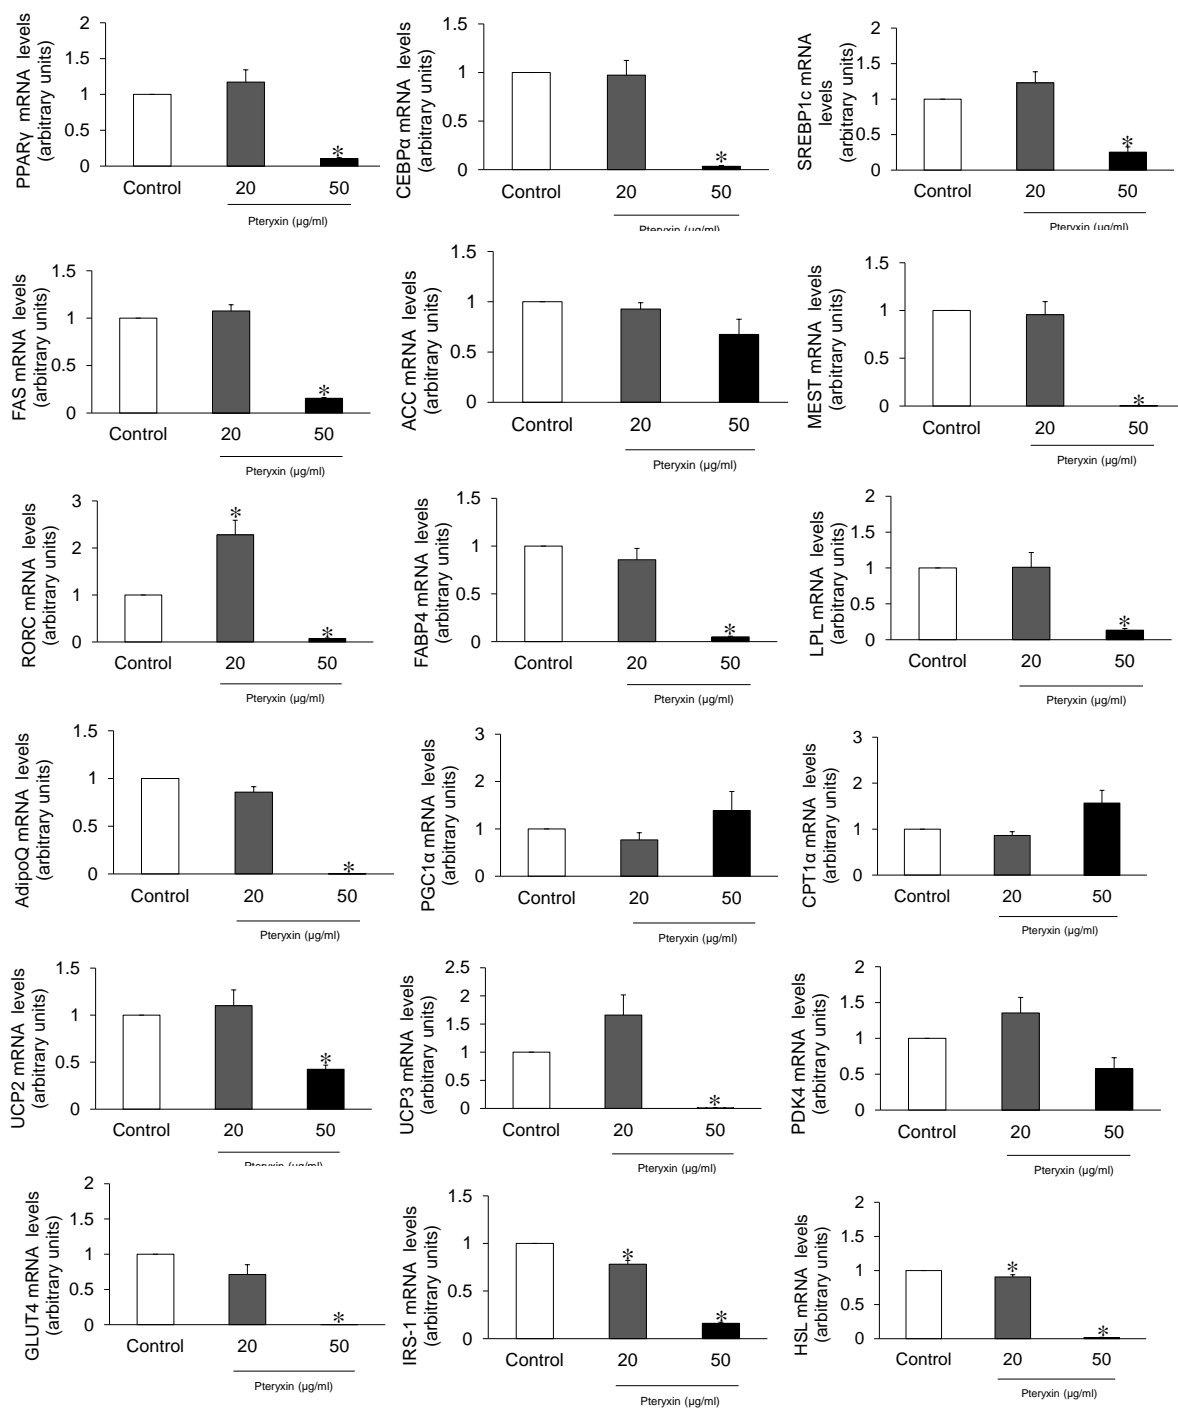 PPARγ mRNA levels
(arbitrary units)
2
1.5
1
0.5
0
*
Control
20
50
Pteryxin (µg/ml)
CEBPα mRNA levels
(arbitrary units)
1.5
1
0.5
0
*
Control
20
50
Pteryxin (µg/ml)
SREBP1c mRNA
levels
(arbitrary units)
2
1.5
1
0.5
0
*
Control
20
50
Pteryxin (µg/ml)
FAS mRNA levels
(arbitrary units)
1.5
1
0.5
0
*
Control
20
50
Pteryxin (µg/ml)
ACC mRNA levels
(arbitrary units)
1.5
1
0.5
0
Control
20
50
Pteryxin (µg/ml)
MEST mRNA levels
(arbitrary units)
1.5
1
0.5
0
*
Control
20
50
Pteryxin (µg/ml)
RORC mRNA levels
(arbitrary units)
3
2
1
0
*
*
Control
20
50
Pteryxin (µg/ml)
FABP4 mRNA levels
(arbitrary units)
1.5
1
0.5
0
*
Control
20
50
Pteryxin (µg/ml)
LPL mRNA levels
(arbitrary units)
2
1.5
1
0.5
0
*
Control
20
50
Pteryxin (µg/ml)
AdipoQ mRNA levels
(arbitrary units)
1.5
1
0.5
0
*
Control
20
50
Pteryxin (µg/ml)
PGC1α mRNA levels
(arbitrary units)
3
2
1
0
Control
20
50
Pteryxin (µg/ml)
CPT1α mRNA levels
(arbitrary units)
3
2
1
0
Control
20
50
Pteryxin (µg/ml)
UCP2 mRNA levels
(arbitrary units)
1.5
1
0.5
0
*
Control
20
50
Pteryxin (µg/ml)
UCP3 mRNA levels
(arbitrary units)
2.5
2
1.5
1
0.5
0
*
Control
20
50
Pteryxin (µg/ml)
PDK4 mRNA levels
(arbitrary units)
2
1.5
1
0.5
0
Control
20
50
Pteryxin (µg/ml)
GLUT4 mRNA levels
(arbitrary units)
2
1.5
1
0.5
0
*
Control
20
50
Pteryxin (µg/ml)
IRS-1 mRNA levels
(arbitrary units)
1.5
1
0.5
0
*
*
Control
20
50
Pteryxin (µg/ml)
HSL mRNA levels
(arbitrary units)
2
1.5
1
0.5
0
*
*
Control
20
50
Pteryxin (µg/ml)